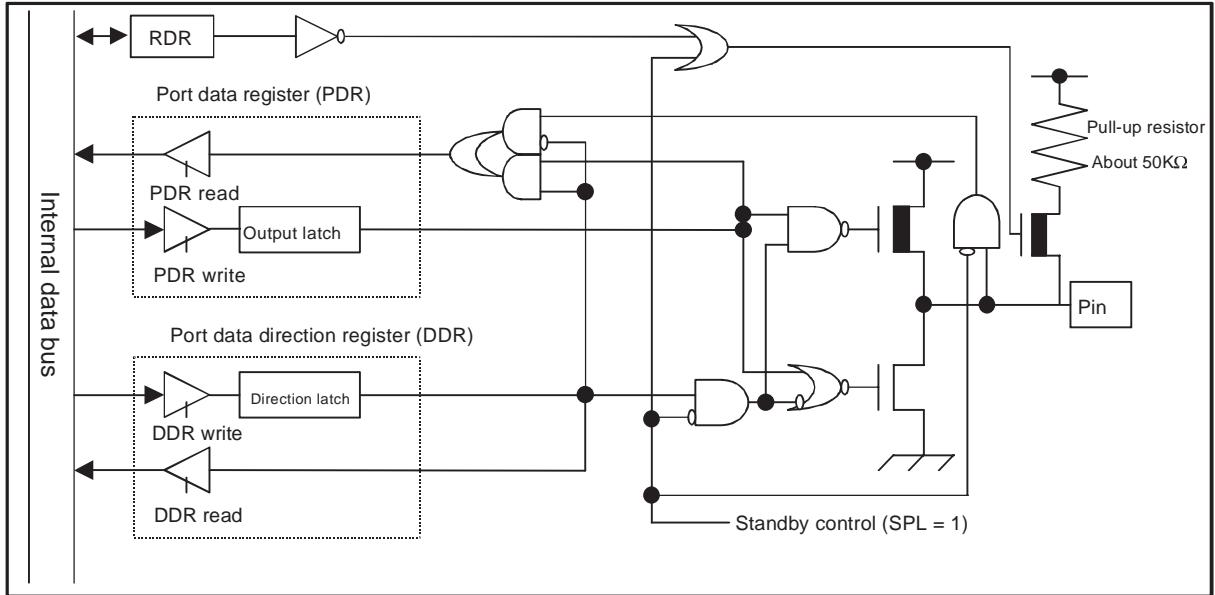 RDR
Port data register (PDR)
Pull-up resistor
About 50KΩ
PDR read
Output latch
PDR write
Internal data bus
Pin
Port data direction register (DDR)
Direction latch
DDR write
DDR read
Standby control (SPL = 1)